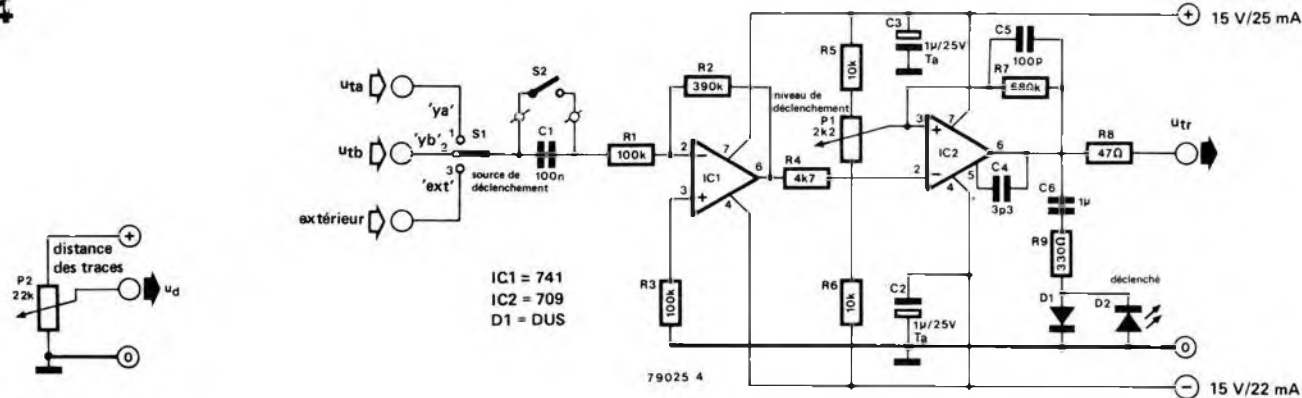 4
15 V/25 mA
uta
'ya'
1
utb
'yb'
2
S1
3
'ext'
source de
déclenchement
extérieur
S2
C1
100n
R1
100k
R2
390k
2
3
7
6
4
IC1
R3
100k
R4
4k7
R5
10k
niveau de
déclenchement
P1
2k2
R6
10k
C3
1µ/25V
Ta
C2
1µ/25V
Ta
3
2
7
6
5
4
IC2
C4
3p3
C5
100p
R7
680k
R8
47Ω
utr
C6
1µ
R9
330Ω
déclenché
D1
D2
0
15 V/22 mA
distance
des traces
P2
22k
ud
0
IC1 = 741
IC2 = 709
D1 = DUS
79025 4